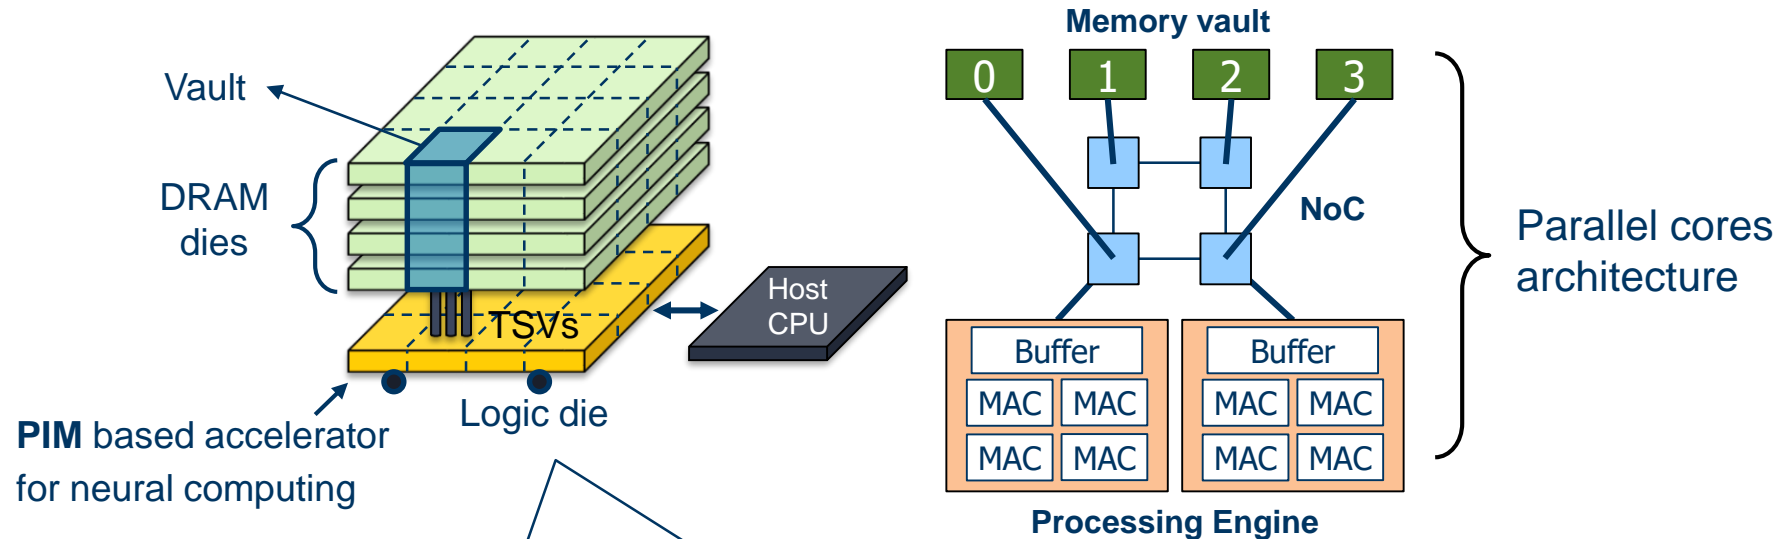 Vault
DRAM
dies
TSVs
Host
CPU
Logic die
PIM based accelerator
for neural computing
Memory vault
0 1 2 3
NoC
Buffer Buffer
MAC MAC MAC MAC
MAC MAC MAC MAC
Processing Engine
Parallel cores
architecture